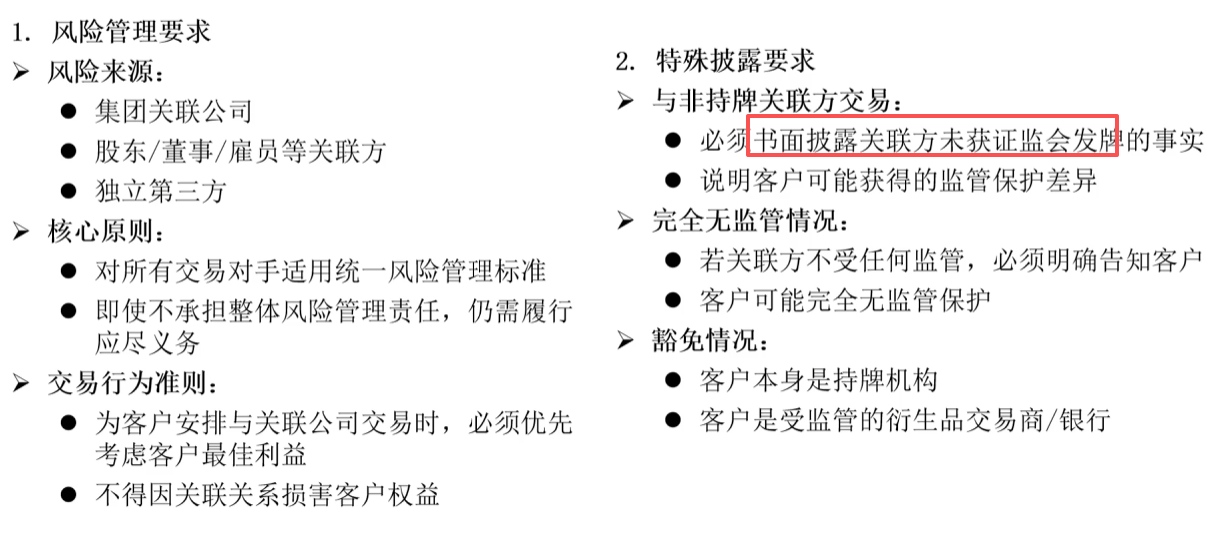 1. 风险管理要求
➢ 风险来源：
● 集团关联公司
● 股东/董事/雇员等关联方
● 独立第三方
➢ 核心原则：
● 对所有交易对手适用统一风险管理标准
● 即使不承担整体风险管理责任，仍需履行
应尽义务
➢ 交易行为准则：
● 为客户安排与关联公司交易时，必须优先
考虑客户最佳利益
● 不得因关联关系损害客户权益
2. 特殊披露要求
➢ 与非持牌关联方交易：
● 必须书面披露关联方未获证监会发牌的事实
● 说明客户可能获得的监管保护差异
➢ 完全无监管情况：
● 若关联方不受任何监管，必须明确告知客户
● 客户可能完全无监管保护
➢ 豁免情况：
● 客户本身是持牌机构
● 客户是受监管的衍生品交易商/银行